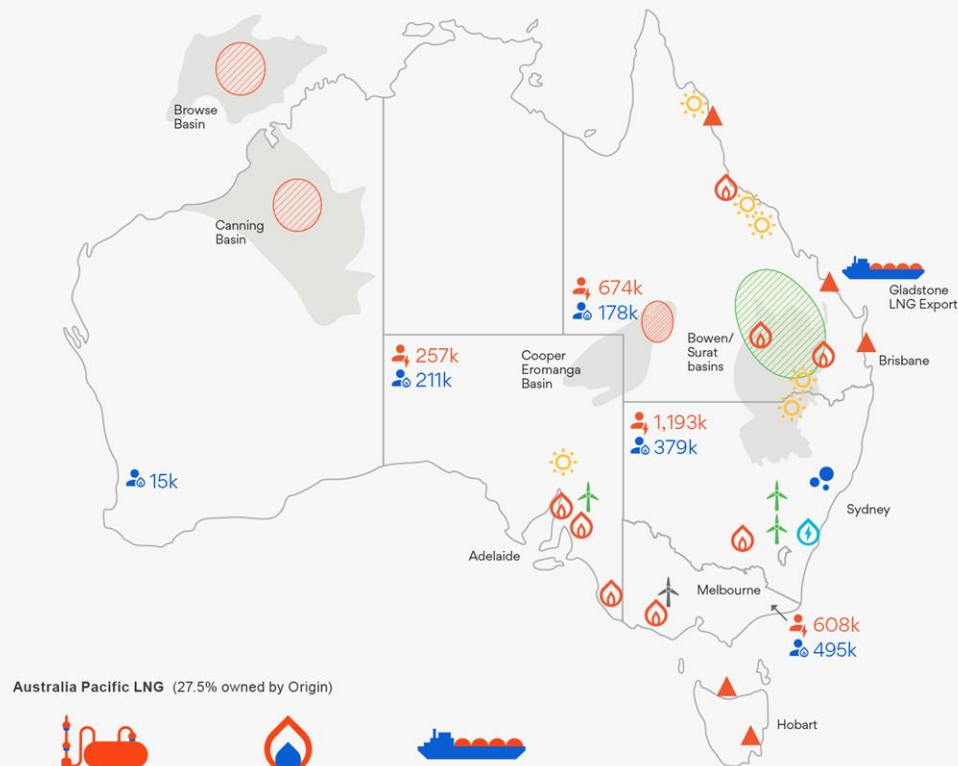 Browse
Basin
Canning
Basin
674k
178k
Gladstone
LNG Export
257k
211k
Cooper
Eromanga
Basin
Bowen/
Surat
basins
Brisbane
1,193k
379k
15k
Sydney
Adelaide
Melbourne
608k
495k
Australia Pacific LNG (27.5% owned by Origin)
Hobart